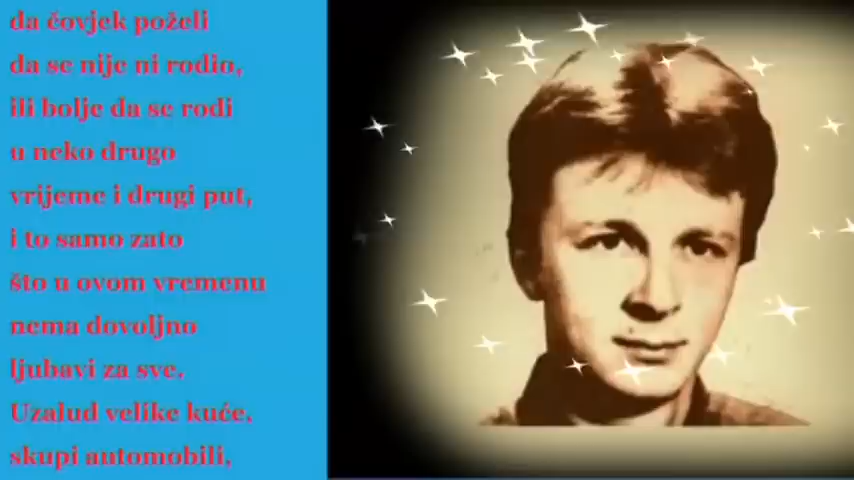 da čovjek poželi
da se nije ni rodio,
ili bolje da se rodi
u neko drugo
vrijeme i drugi put,
i to samo zato
što u ovom vremenu
nema dovoljno
ljubavi za sve.
Uzalud velike kuće,
skupi automobili,